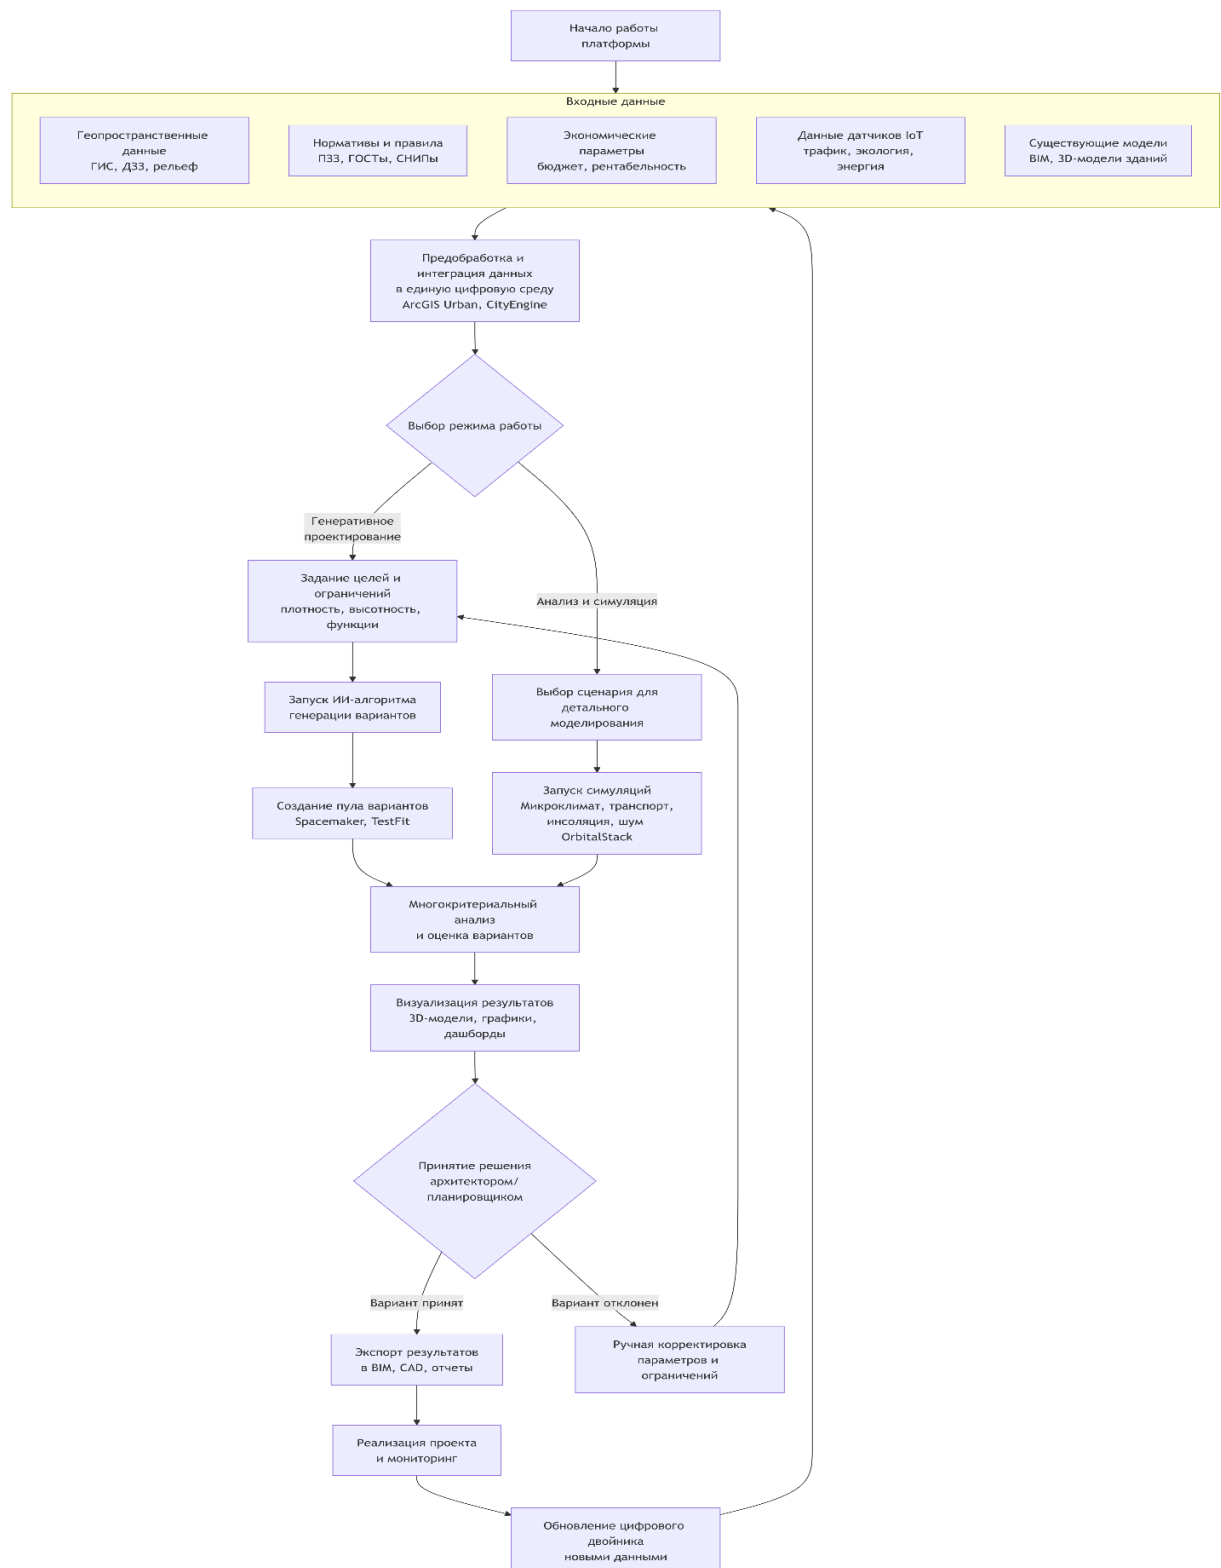 Начало работы
платформы
Входные данные
Геопространственные
данные
ГИС, ДЗЗ, рельеф
Нормативы и правила
ПЗЗ, ГОСТы, СНИПы
Экономические
параметры
бюджет, рентабельность
Данные датчиков IoT
трафик, экология,
энергия
Существующие модели
BIM, 3D-модели зданий
Предобработка и
интеграция данных
в единую цифровую среду
ArcGIS Urban, CityEngine
Выбор режима работы
Генеративное
проектирование
Анализ и симуляция
Задание целей и
ограничений
плотность, высотность,
функции
Запуск ИИ-алгоритма
генерации вариантов
Выбор сценария для
детального
моделирования
Создание пула вариантов
Spacemaker, TestFit
Запуск симуляций
Микроклимат, транспорт,
инсоляция, шум
OrbitalStack
Многокритериальный
анализ
и оценка вариантов
Визуализация результатов
3D-модели, графики,
дашборды
Принятие решения
архитектором/
планировщиком
Вариант принят
Вариант отклонен
Экспорт результатов
в BIM, CAD, отчеты
Ручная корректировка
параметров и
ограничений
Реализация проекта
и мониторинг
Обновление цифрового
двойника
новыми данными